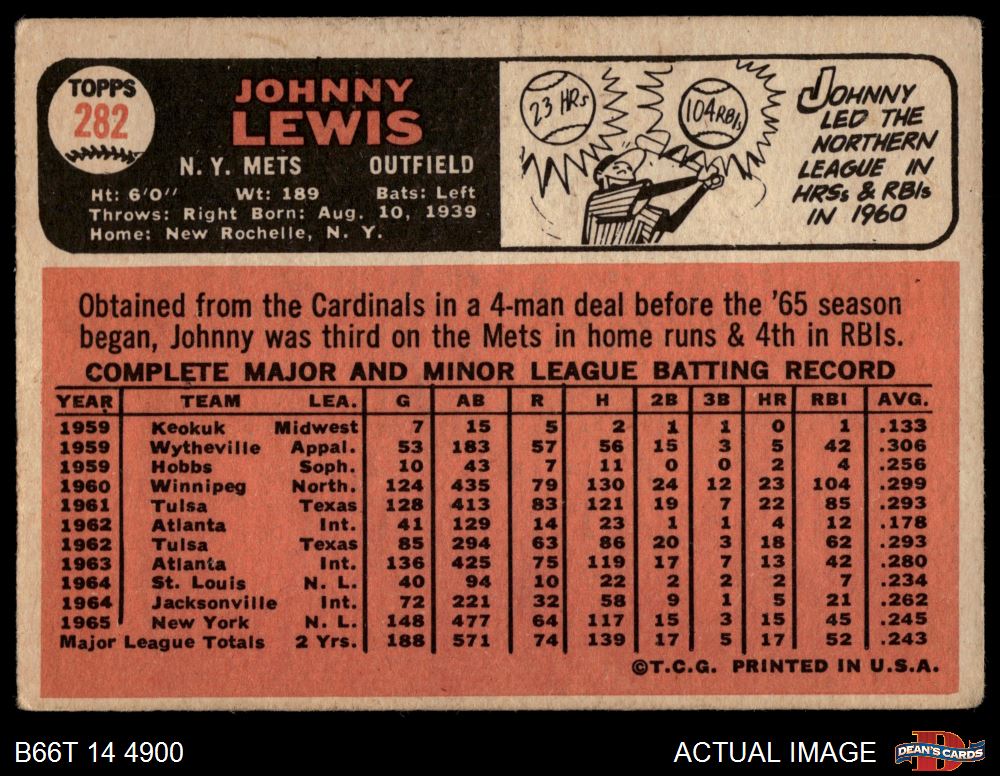 TOPPS
282
JOHNNY
LEWIS
N. Y. METS OUTFIELD
Ht: 6'0" Wt: 189 Bats: Left
Throws: Right Born: Aug. 10, 1939
Home: New Rochelle, N. Y.
23 HRs
104 RBIs
JOHNNY
LED THE
NORTHERN
LEAGUE IN
HRSs & RBIs
IN 1960
Obtained from the Cardinals in a 4-man deal before the '65 season
began, Johnny was third on the Mets in home runs & 4th in RBIs.
COMPLETE MAJOR AND MINOR LEAGUE BATTING RECORD
YEAR TEAM LEA. G AB R H 2B 3B HR RBI AVG.
1959 Keokuk Midwest 7 15 5 2 1 1 0 1 .133
1959 Wytheville Appal. 53 183 57 56 15 3 5 42 .306
1959 Hobbs Soph. 10 43 7 11 0 0 2 4 .256
1960 Winnipeg North. 124 435 79 130 24 12 23 104 .299
1961 Tulsa Texas 128 413 83 121 19 7 22 85 .293
1962 Atlanta Int. 41 129 14 23 1 1 4 12 .178
1962 Tulsa Texas 85 294 63 86 20 3 18 62 .293
1963 Atlanta Int. 136 425 75 119 17 7 13 42 .280
1964 St. Louis N. L. 40 94 10 22 2 2 2 7 .234
1964 Jacksonville Int. 72 221 32 58 9 1 5 21 .262
1965 New York N. L. 148 477 64 117 15 3 15 45 .245
Major League Totals 2 Yrs. 188 571 74 139 17 5 17 52 .243
©T.C.G. PRINTED IN U.S.A.
B66T 14 4900 ACTUAL IMAGE DEAN'S CARDS